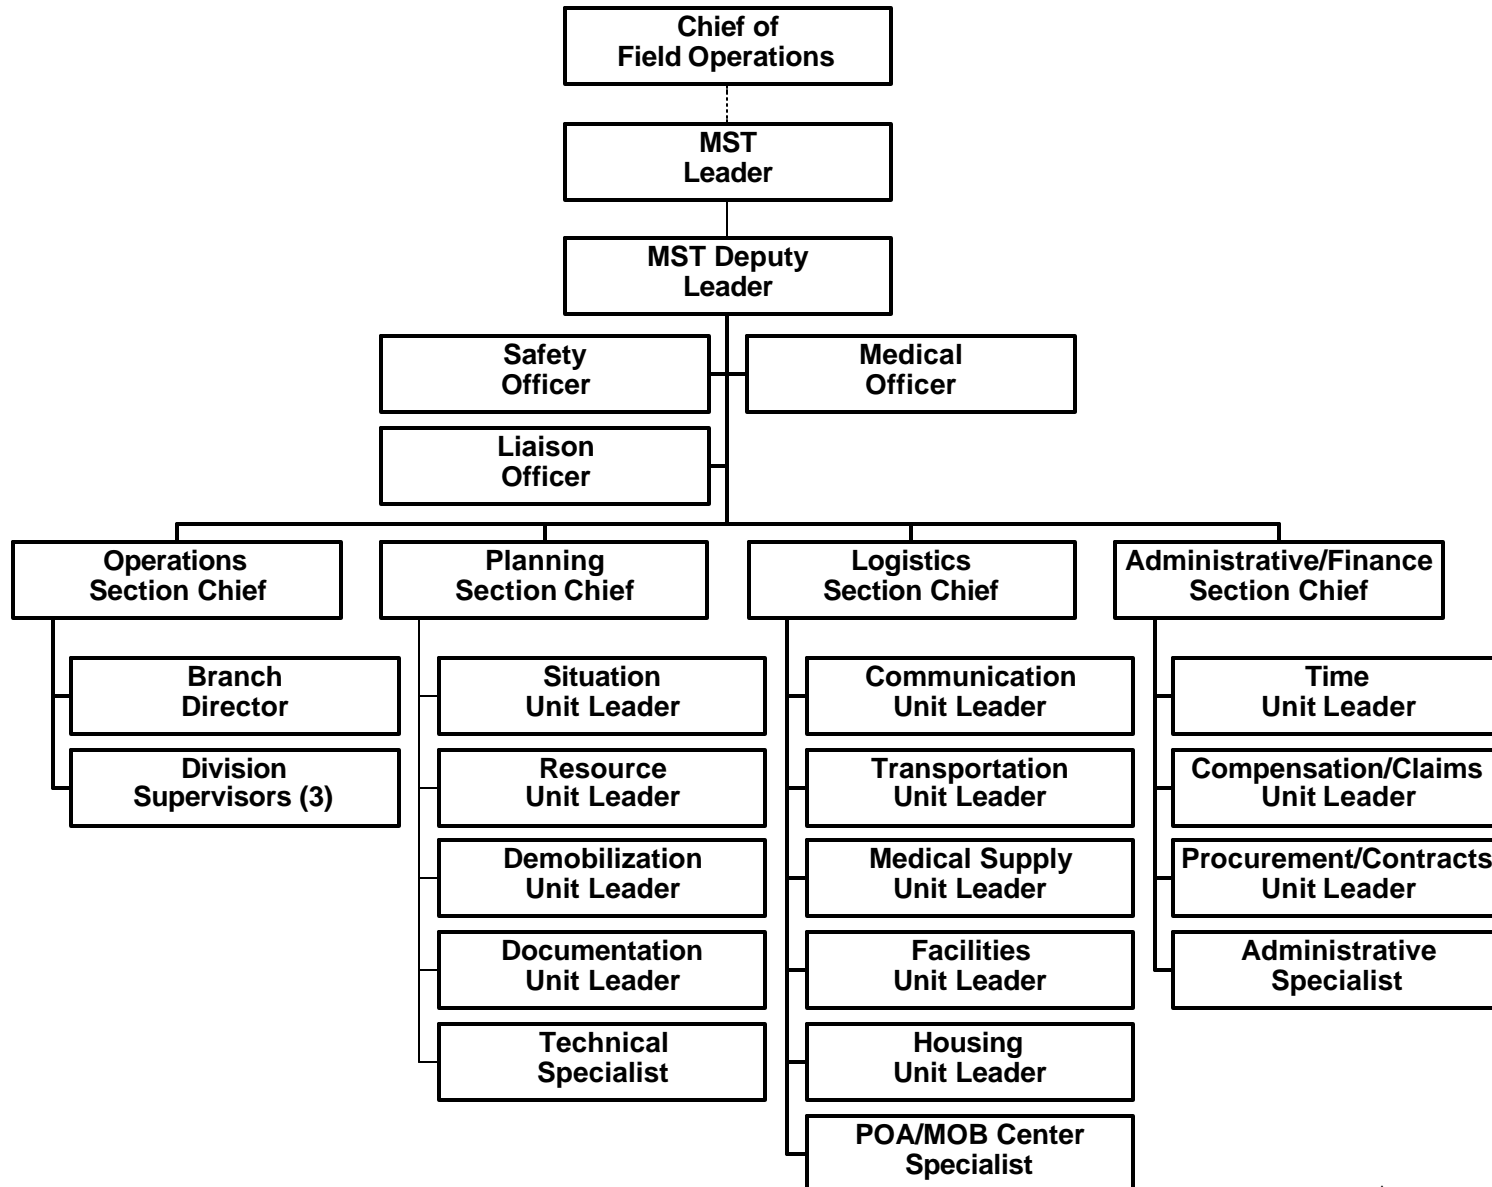 Chief of
Field Operations
MST
Leader
MST Deputy
Leader
Safety
Officer
Medical
Officer
Liaison
Officer
Operations
Section Chief
Planning
Section Chief
Logistics
Section Chief
Administrative/Finance
Section Chief
Branch
Director
Division
Supervisors (3)
Situation
Unit Leader
Resource
Unit Leader
Demobilization
Unit Leader
Documentation
Unit Leader
Technical
Specialist
Communication
Unit Leader
Transportation
Unit Leader
Medical Supply
Unit Leader
Facilities
Unit Leader
Housing
Unit Leader
POA/MOB Center
Specialist
Time
Unit Leader
Compensation/Claims
Unit Leader
Procurement/Contracts
Unit Leader
Administrative
Specialist